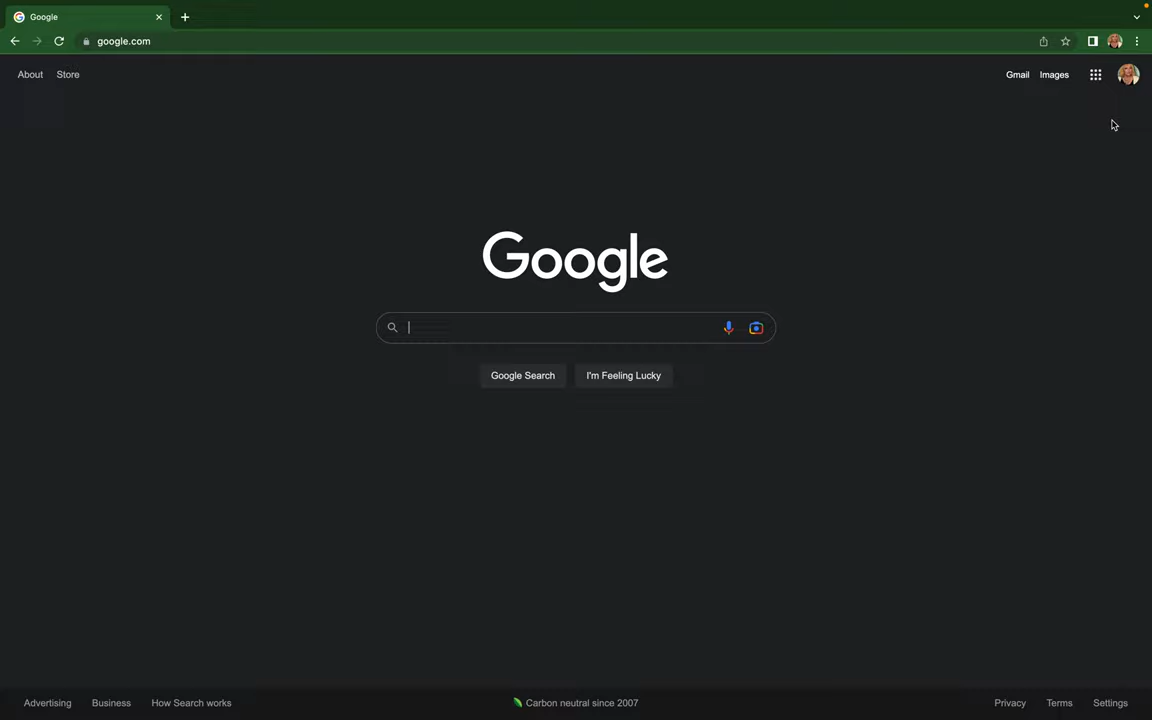 Google
google.com
About Store
Gmail Images
Google
Google Search I'm Feeling Lucky
Advertising Business How Search works
Carbon neutral since 2007
Privacy Terms Settings